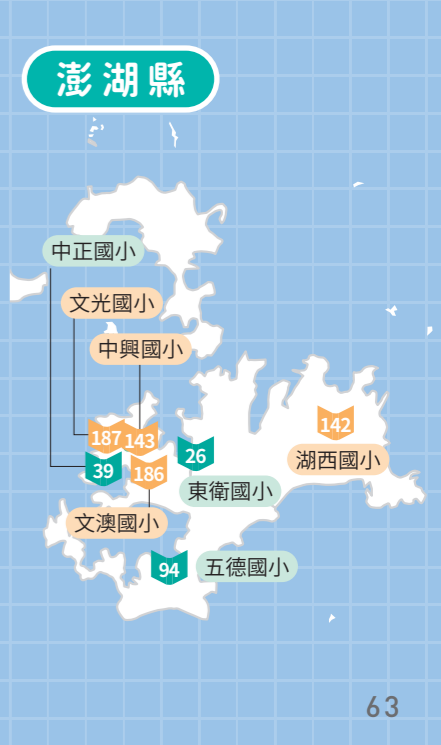 澎湖縣
中正國小
文光國小
中興國小
187
143
142
39
186
26
湖西國小
東衛國小
文澳國小
94
五德國小
63